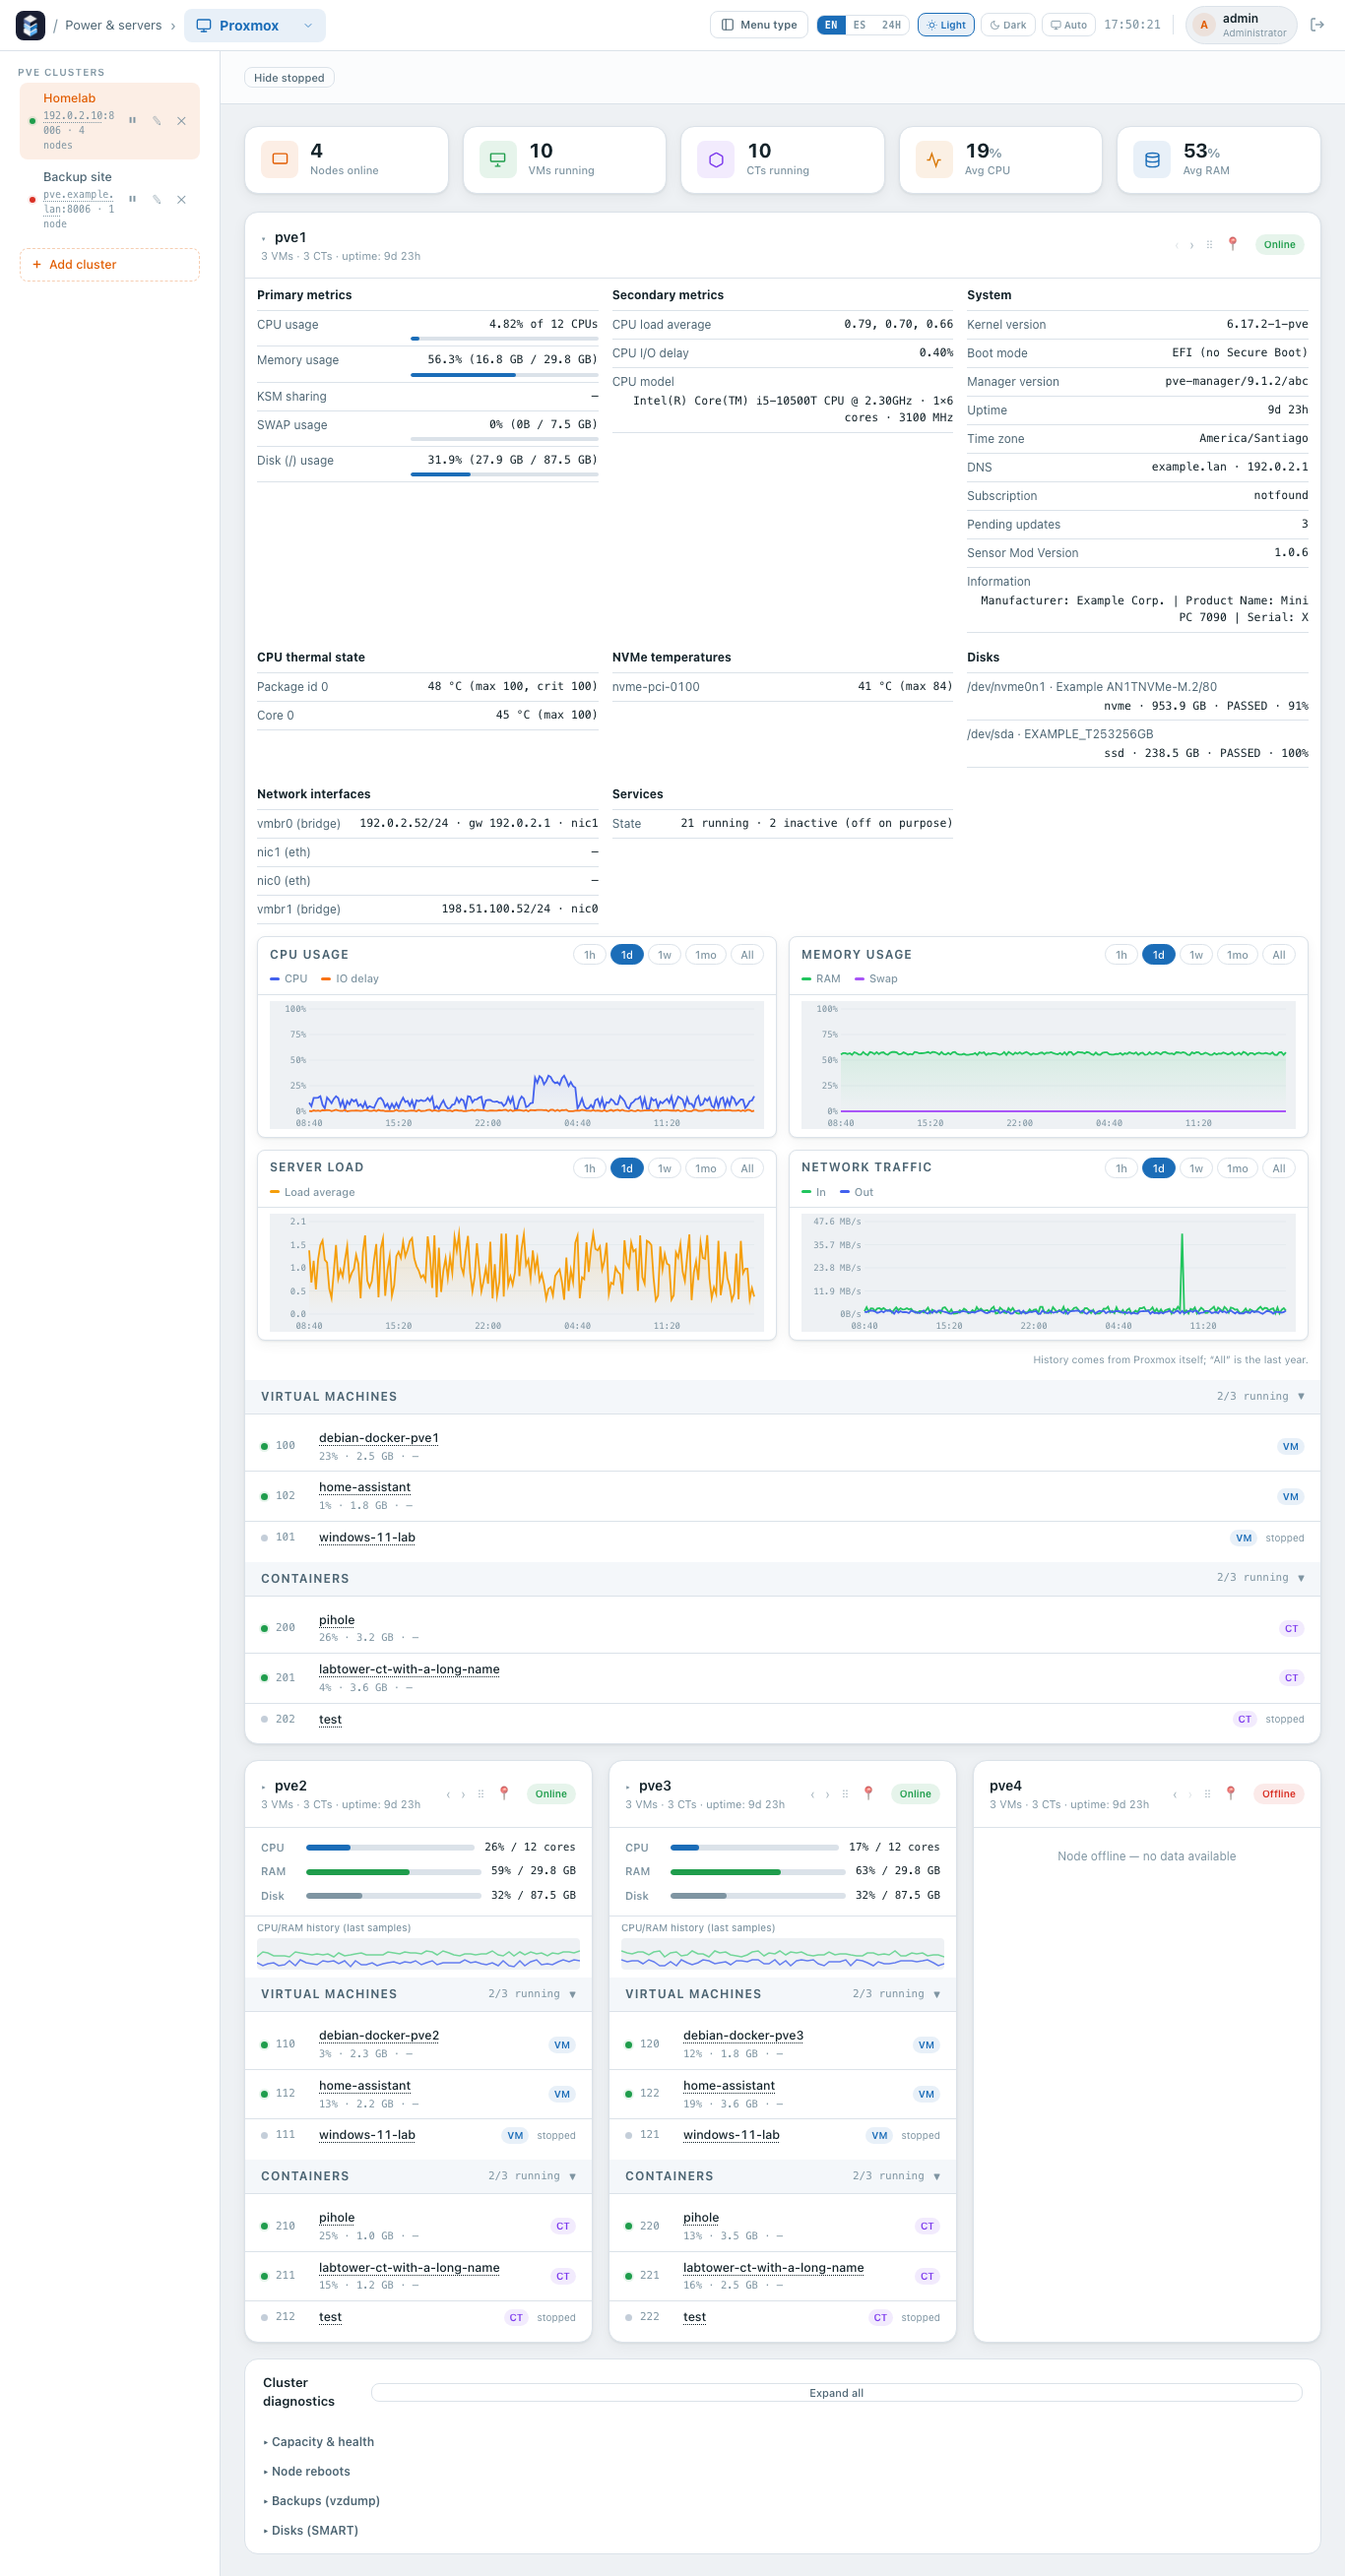 / Power & servers › Proxmox
Menu type
EN ES 24H
Light Dark Auto
17:50:21
A admin
Administrator
PVE CLUSTERS
Homelab
192.0.2.10:8
006 · 4
nodes
Backup site
pve.example.
lan:8006 · 1
node
+ Add cluster
Hide stopped
4
Nodes online
10
VMs running
10
CTs running
19%
Avg CPU
53%
Avg RAM
pve1
3 VMs · 3 CTs · uptime: 9d 23h
‹ › Online
Primary metrics
CPU usage 4.82% of 12 CPUs
Memory usage 56.3% (16.8 GB / 29.8 GB)
KSM sharing —
SWAP usage 0% (0B / 7.5 GB)
Disk (/) usage 31.9% (27.9 GB / 87.5 GB)
Secondary metrics
CPU load average 0.79, 0.70, 0.66
CPU I/O delay 0.40%
CPU model
Intel(R) Core(TM) i5-10500T CPU @ 2.30GHz · 1×6
cores · 3100 MHz
System
Kernel version 6.17.2-1-pve
Boot mode EFI (no Secure Boot)
Manager version pve-manager/9.1.2/abc
Uptime 9d 23h
Time zone America/Santiago
DNS example.lan · 192.0.2.1
Subscription notfound
Pending updates 3
Sensor Mod Version 1.0.6
Information
Manufacturer: Example Corp. | Product Name: Mini
PC 7090 | Serial: X
CPU thermal state
Package id 0 48 °C (max 100, crit 100)
Core 0 45 °C (max 100)
NVMe temperatures
nvme-pci-0100 41 °C (max 84)
Disks
/dev/nvme0n1 · Example AN1TNVMe-M.2/80
nvme · 953.9 GB · PASSED · 91%
/dev/sda · EXAMPLE_T253256GB
ssd · 238.5 GB · PASSED · 100%
Network interfaces
vmbr0 (bridge) 192.0.2.52/24 · gw 192.0.2.1 · nic1
nic1 (eth) —
nic0 (eth) —
vmbr1 (bridge) 198.51.100.52/24 · nic0
Services
State 21 running · 2 inactive (off on purpose)
CPU USAGE 1h 1d 1w 1mo All
CPU IO delay
100%
75%
50%
25%
0%
08:40 15:20 22:00 04:40 11:20
MEMORY USAGE 1h 1d 1w 1mo All
RAM Swap
100%
75%
50%
25%
0%
08:40 15:20 22:00 04:40 11:20
SERVER LOAD 1h 1d 1w 1mo All
Load average
2.1
1.5
1.0
0.5
0.0
08:40 15:20 22:00 04:40 11:20
NETWORK TRAFFIC 1h 1d 1w 1mo All
In Out
47.6 MB/s
35.7 MB/s
23.8 MB/s
11.9 MB/s
0B/s
08:40 15:20 22:00 04:40 11:20
History comes from Proxmox itself; "All" is the last year.
VIRTUAL MACHINES 2/3 running ▼
100 debian-docker-pve1 VM
23% · 2.5 GB · —
102 home-assistant VM
1% · 1.8 GB · —
101 windows-11-lab VM stopped
CONTAINERS 2/3 running ▼
200 pihole CT
26% · 3.2 GB · —
201 labtower-ct-with-a-long-name CT
4% · 3.6 GB · —
202 test CT stopped
pve2
3 VMs · 3 CTs · uptime: 9d 23h
‹ › Online
CPU 26% / 12 cores
RAM 59% / 29.8 GB
Disk 32% / 87.5 GB
CPU/RAM history (last samples)
VIRTUAL MACHINES 2/3 running ▼
110 debian-docker-pve2 VM
3% · 2.3 GB · —
112 home-assistant VM
13% · 2.2 GB · —
111 windows-11-lab VM stopped
CONTAINERS 2/3 running ▼
210 pihole CT
25% · 1.0 GB · —
211 labtower-ct-with-a-long-name CT
15% · 1.2 GB · —
212 test CT stopped
pve3
3 VMs · 3 CTs · uptime: 9d 23h
‹ › Online
CPU 17% / 12 cores
RAM 63% / 29.8 GB
Disk 32% / 87.5 GB
CPU/RAM history (last samples)
VIRTUAL MACHINES 2/3 running ▼
120 debian-docker-pve3 VM
12% · 1.8 GB · —
122 home-assistant VM
19% · 3.6 GB · —
121 windows-11-lab VM stopped
CONTAINERS 2/3 running ▼
220 pihole CT
13% · 3.5 GB · —
221 labtower-ct-with-a-long-name CT
16% · 2.5 GB · —
222 test CT stopped
pve4
3 VMs · 3 CTs · uptime: 9d 23h
‹ › Offline
Node offline — no data available
Cluster
diagnostics
Expand all
▸ Capacity & health
▸ Node reboots
▸ Backups (vzdump)
▸ Disks (SMART)